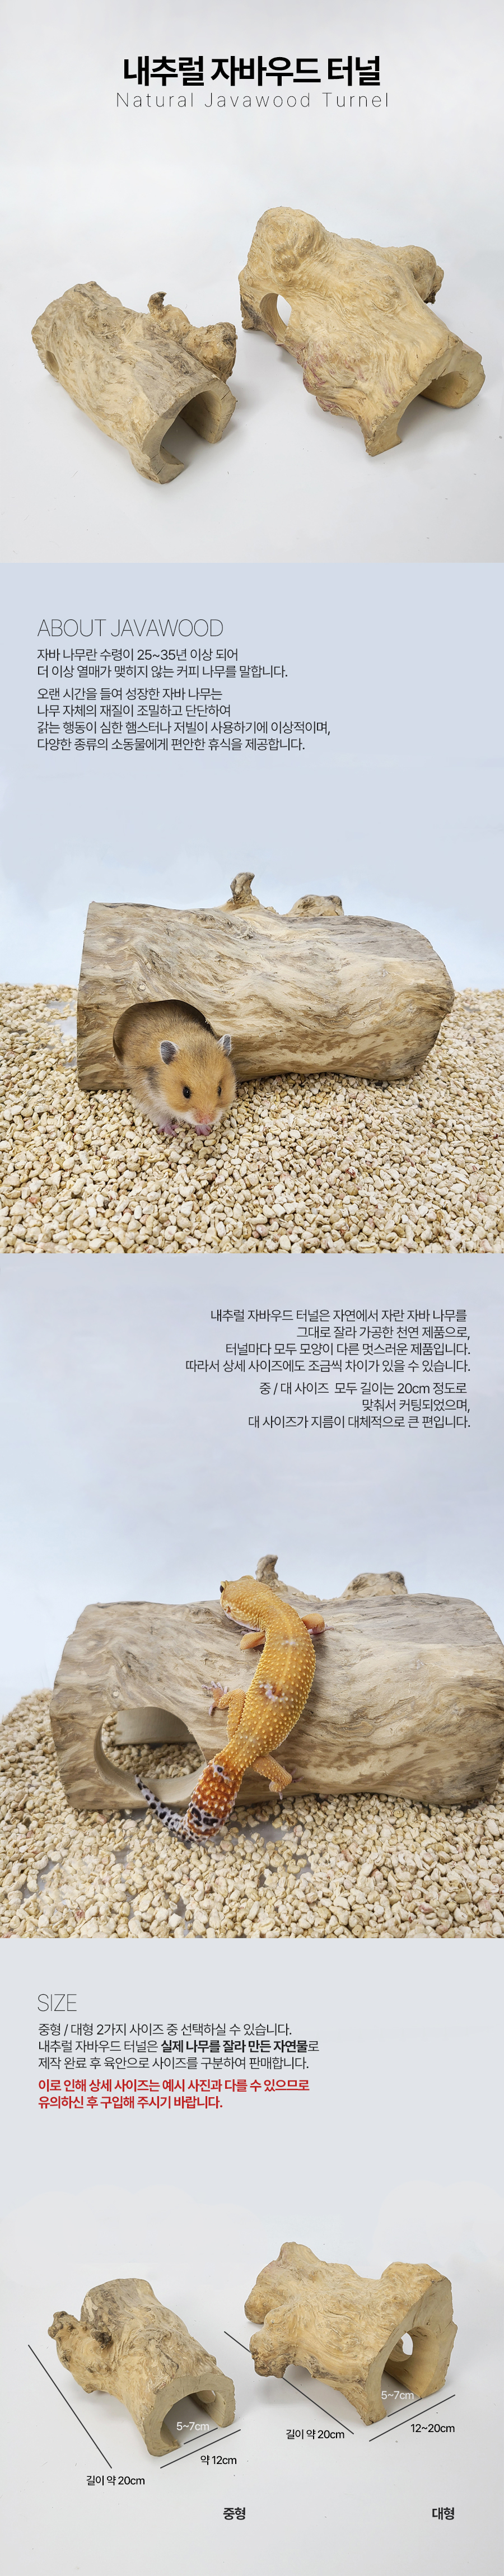 내추럴 자바우드 터널
Natural Javawood Turnel
ABOUT JAVAWOOD
자바 나무란 수령이 25~35년 이상 되어
더 이상 열매가 맺히지 않는 커피 나무를 말합니다.
오랜 시간을 들여 성장한 자바 나무는
나무 자체의 재질이 조밀하고 단단하여
갉는 행동이 심한 햄스터나 저빌이 사용하기에 이상적이며,
다양한 종류의 소동물에게 편안한 휴식을 제공합니다.
내추럴 자바우드 터널은 자연에서 자란 자바 나무를
그대로 잘라 가공한 천연 제품으로,
터널마다 모두 모양이 다른 멋스러운 제품입니다.
따라서 상세 사이즈에도 조금씩 차이가 있을 수 있습니다.
중 / 대 사이즈 모두 길이는 20cm 정도로
맞춰서 커팅되었으며,
대 사이즈가 지름이 대체적으로 큰 편입니다.
SIZE
중형 / 대형 2가지 사이즈 중 선택하실 수 있습니다.
내추럴 자바우드 터널은 실제 나무를 잘라 만든 자연물로
제작 완료 후 육안으로 사이즈를 구분하여 판매합니다.
이로 인해 상세 사이즈는 예시 사진과 다를 수 있으므로
유의하신 후 구입해 주시기 바랍니다.
5~7cm
약 12cm
길이 약 20cm
중형
5~7cm
12~20cm
길이 약 20cm
대형